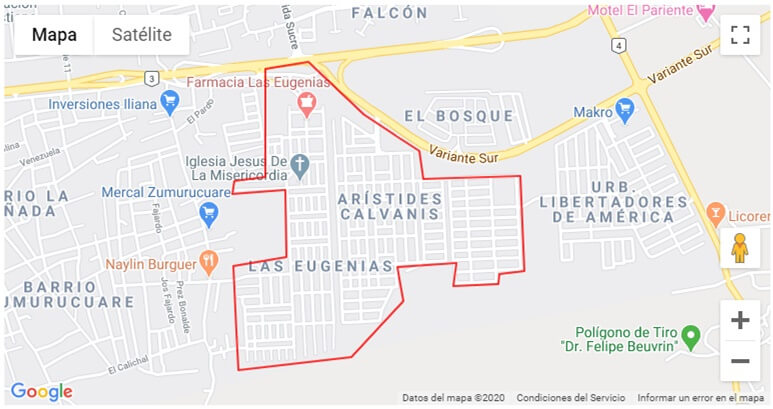 FALCÓN
Motel El Pariente
Mapa
Satélite
ida Sucre
4
Variante Sur
3
Farmacia Las Eugenias
Inversiones Iliana
El Pardo
EL BOSQUE
Makro
Variante Sur
Venezuela
Iglesia Jesus De
La Misericordia
Mercal Zumurucuare
RIO LA
ÑADA
Fajardo
ARÍSTIDES
CALVANIS
URB.
LIBERTADORES
DE AMÉRICA
Licorer
Naylin Burguer
LAS EUGENIAS
BARRIO
UMURUCUARE
Jos Fajardo
Prez Bonalde
El Calichal
Polígono de Tiro
"Dr. Felipe Beuvrin"
+
−
Google
Datos del mapa ©2020
Condiciones del Servicio
Informar un error en el mapa